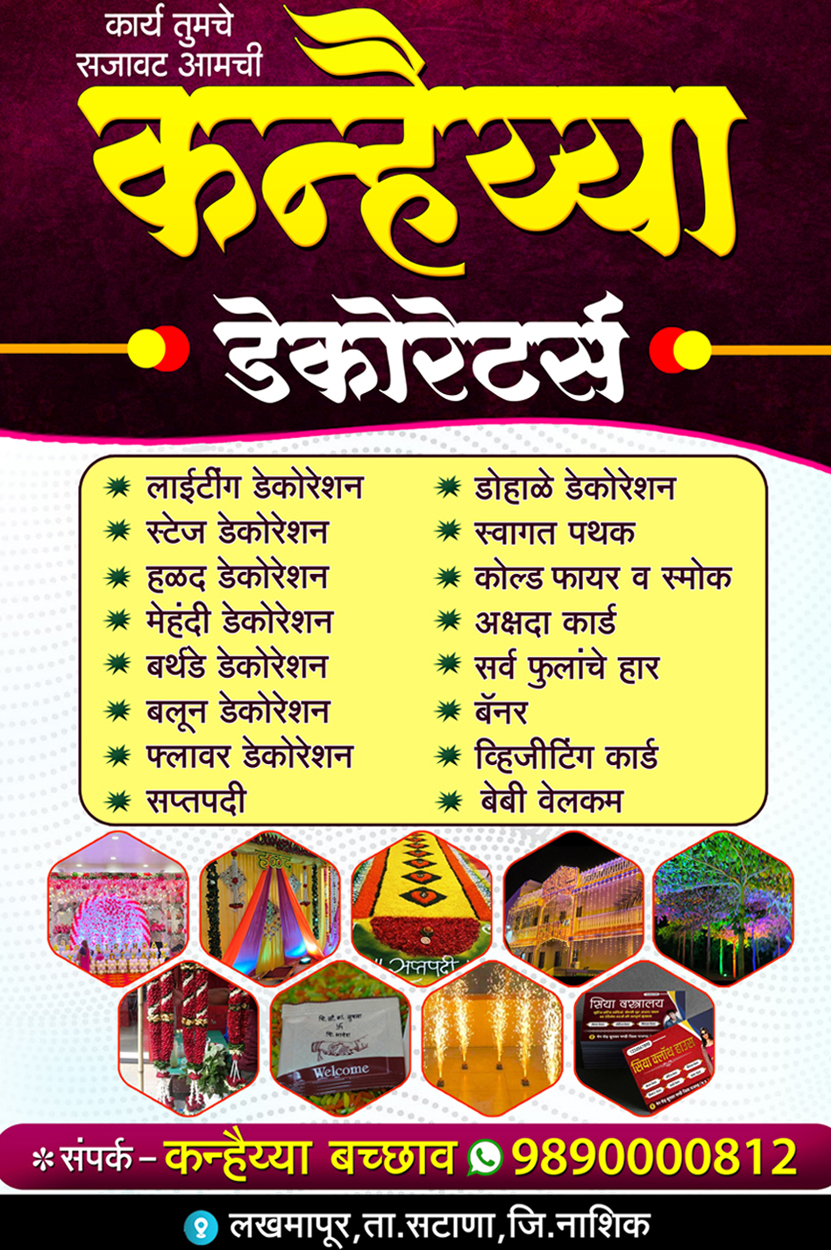 कार्य तुमचे
सजावट आमची
कन्हैय्या
डेकोरेटर्स
लाईटींग डेकोरेशन
स्टेज डेकोरेशन
हळद डेकोरेशन
मेहंदी डेकोरेशन
बर्थडे डेकोरेशन
बलून डेकोरेशन
फ्लावर डेकोरेशन
सप्तपदी
डोहाळे डेकोरेशन
स्वागत पथक
कोल्ड फायर व स्मोक
अक्षदा कार्ड
सर्व फुलांचे हार
बॅनर
व्हिजीटिंग कार्ड
बेबी वेलकम
हळद
सप्तपदी
Welcome
सिया वस्त्रालय
सिया क्लॉथ हाउस
* संपर्क – कन्हैय्या बच्छाव 9890000812
लखमापूर,ता.सटाणा,जि.नाशिक